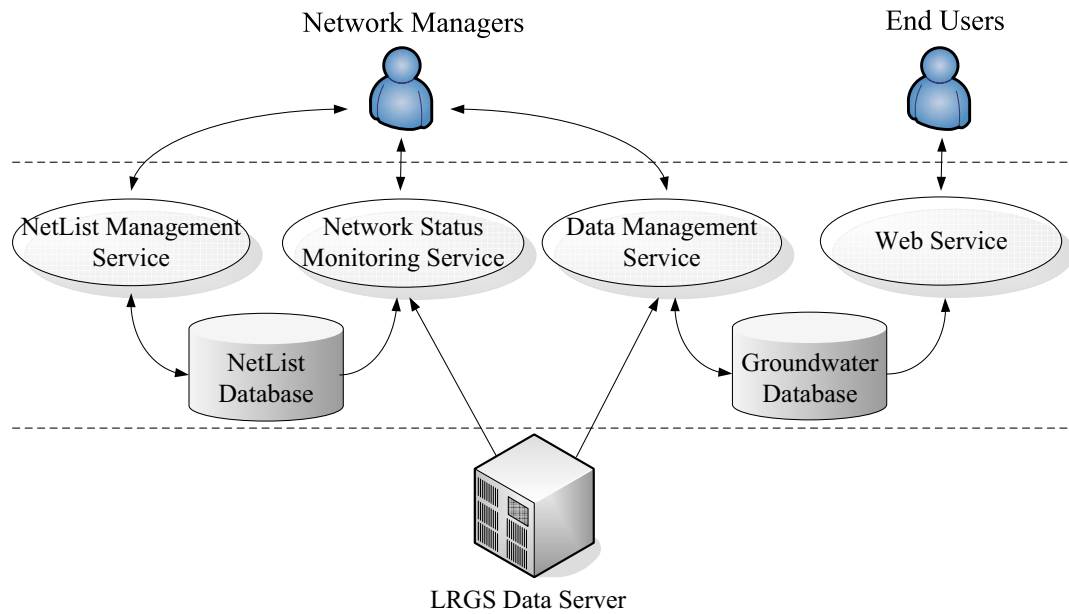 Network Managers
End Users
NetList Management
Service
Network Status
Monitoring Service
Data Management
Service
Web Service
NetList
Database
Groundwater
Database
LRGS Data Server